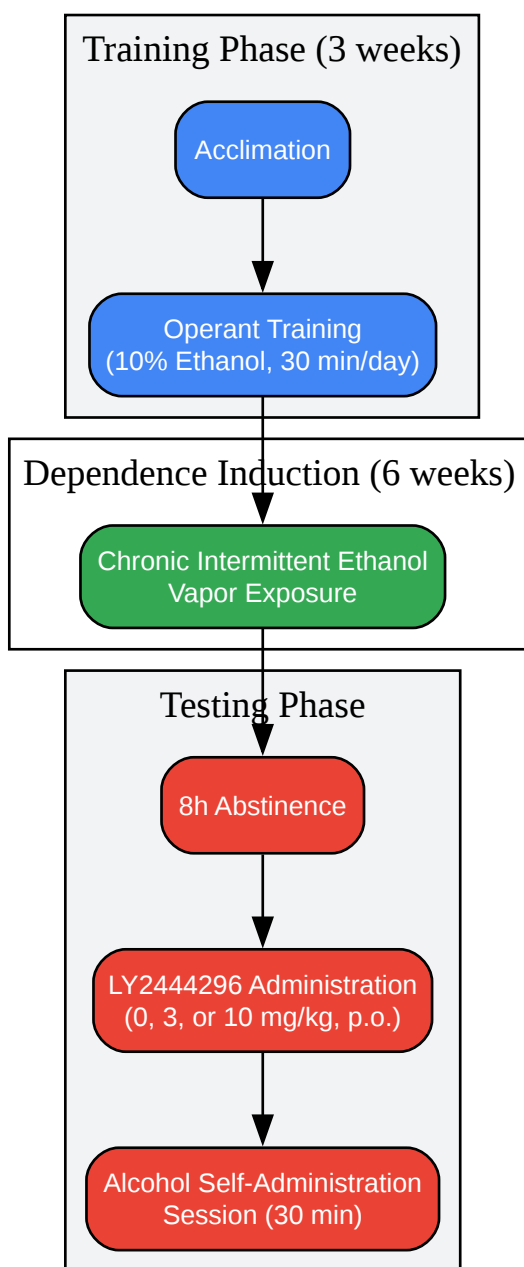 Training Phase (3 weeks)
Acclimation
Operant Training
(10% Ethanol, 30 min/day)
Dependence Induction (6 weeks)
Chronic Intermittent Ethanol
Vapor Exposure
Testing Phase
8h Abstinence
LY2444296 Administration
(0, 3, or 10 mg/kg, p.o.)
Alcohol Self-Administration
Session (30 min)